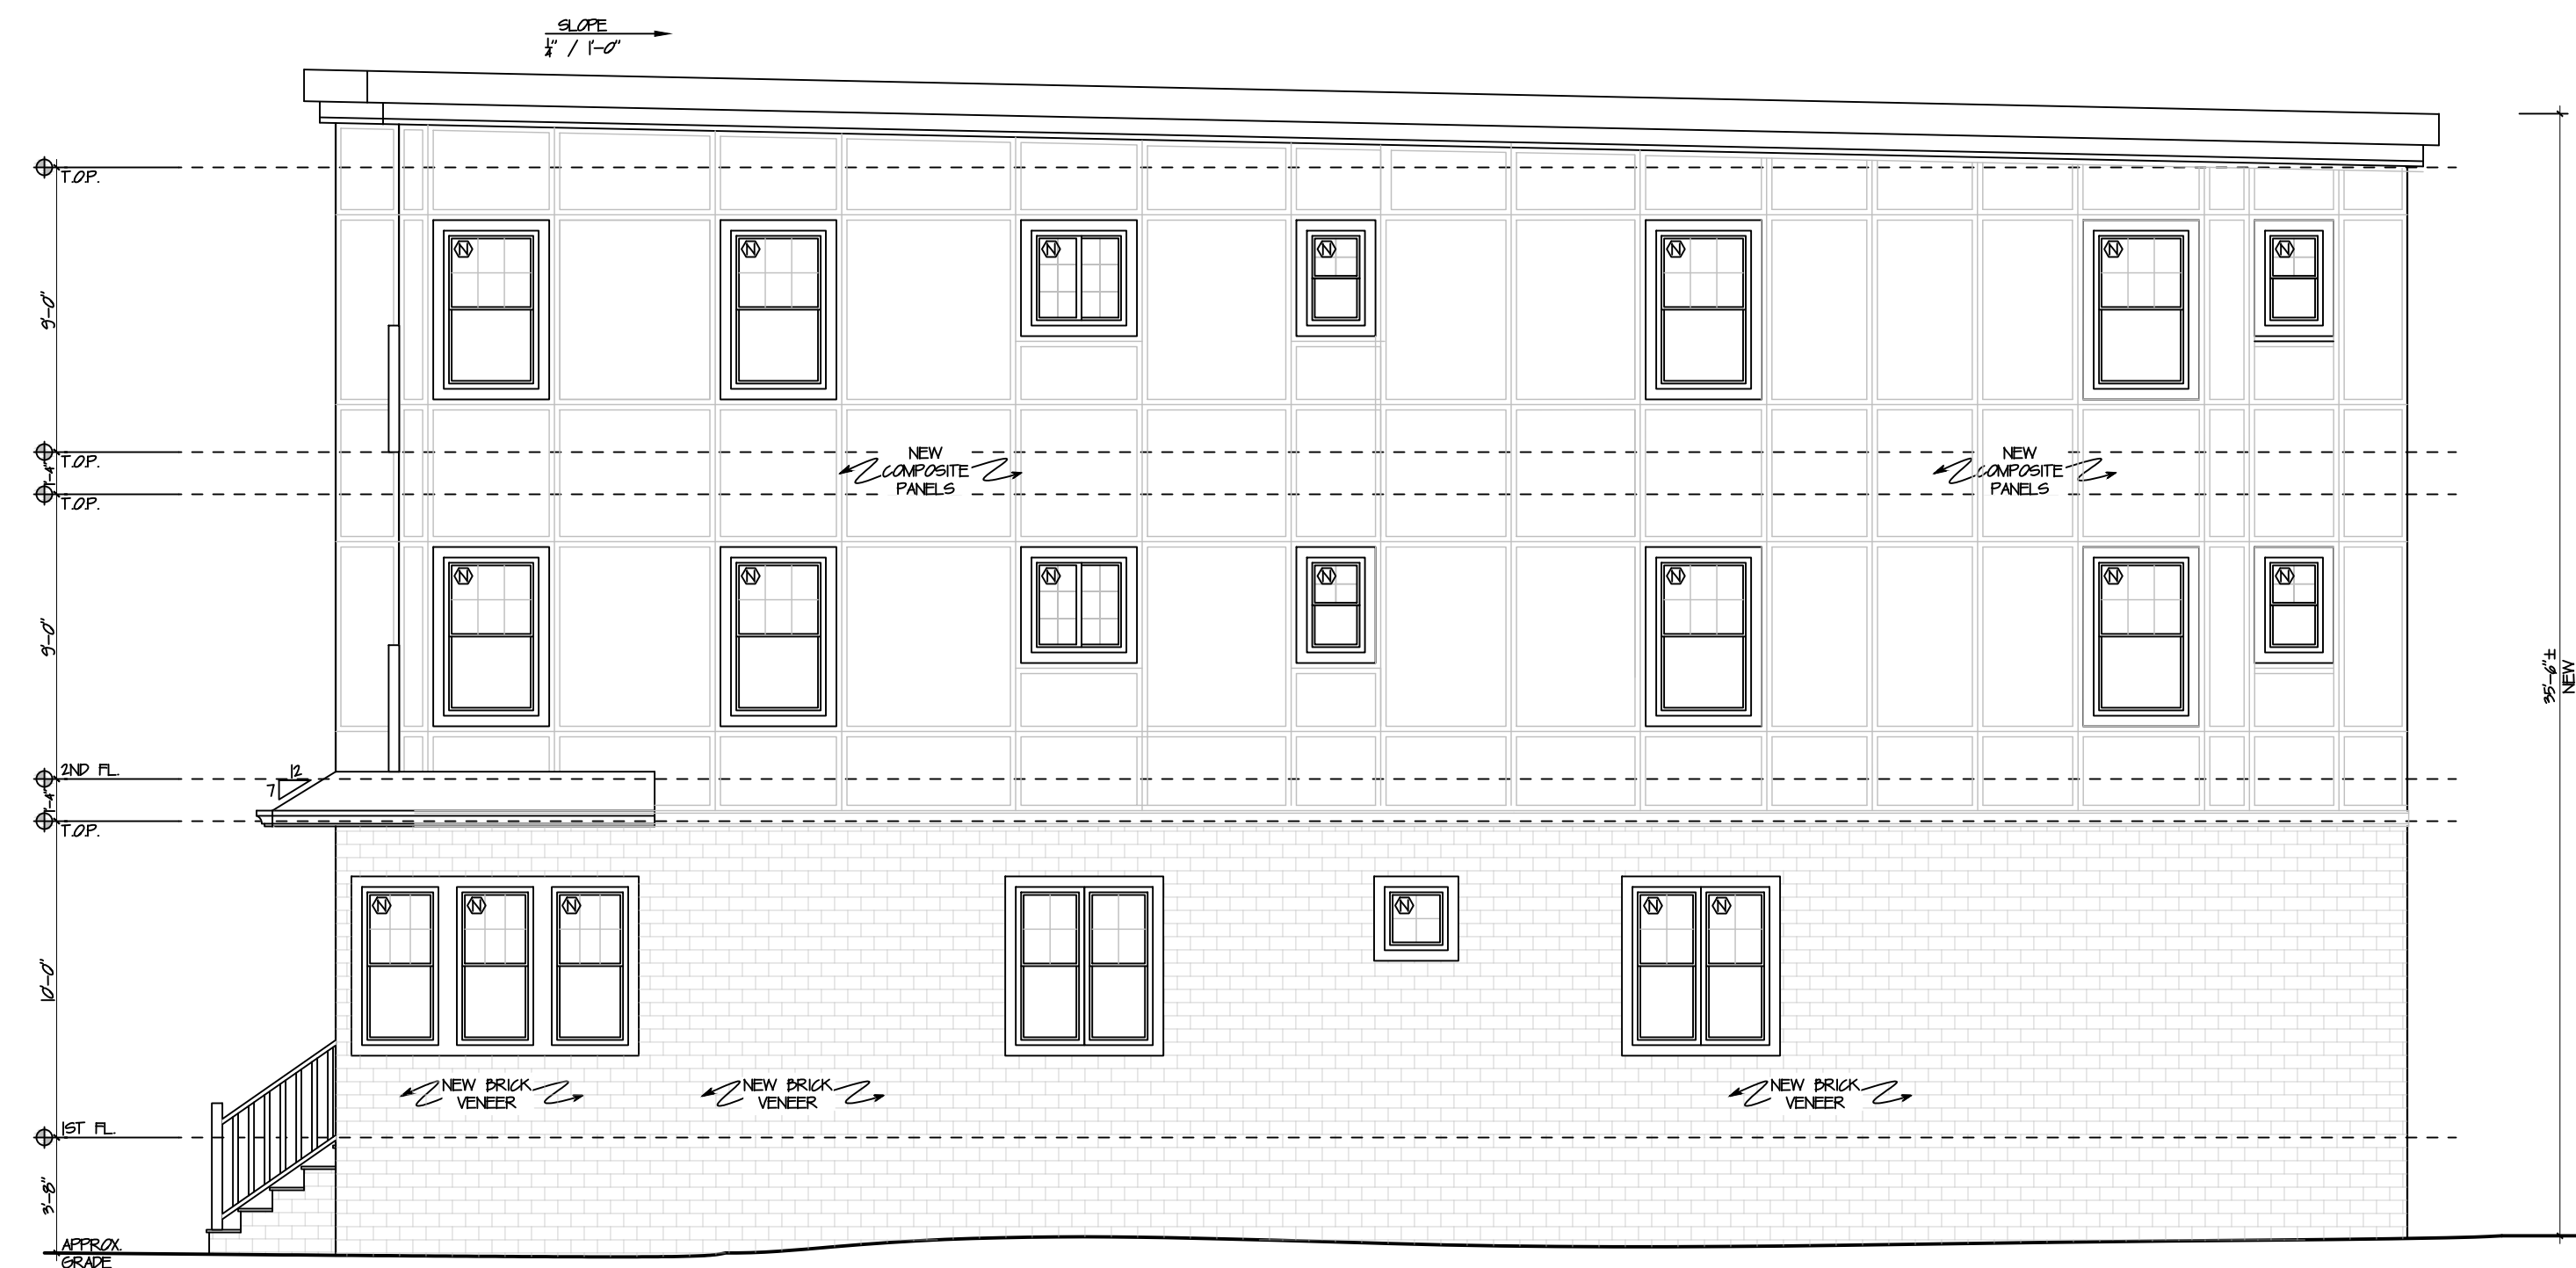 SLOPE
¼" / 1'-0"
T.O.P.
9'-0"
N N N N N N N
T.O.P.
1'-4"
T.O.P.
NEW
COMPOSITE
PANELS
NEW
COMPOSITE
PANELS
9'-0"
N N N N N N N
35'-6"±
NEW
2ND FL.
12
7
1'-4"
T.O.P.
10'-0"
N N N N N N
NEW BRICK
VENEER
NEW BRICK
VENEER
NEW BRICK
VENEER
1ST FL.
3'-8"
APPROX.
GRADE